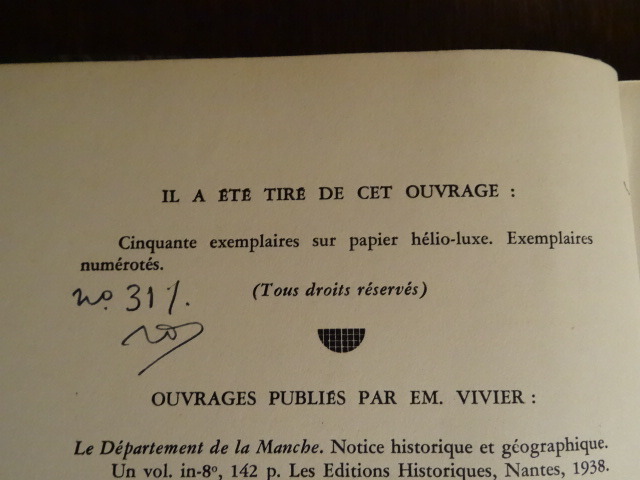 IL A ÉTÉ TIRÉ DE CET OUVRAGE :
Cinquante exemplaires sur papier hélio-luxe. Exemplaires
numérotés.
no. 31
(Tous droits réservés)
OUVRAGES PUBLIÉS PAR EM. VIVIER :
Le Département de la Manche. Notice historique et géographique.
Un vol. in-8º, 142 p. Les Editions Historiques, Nantes, 1938.